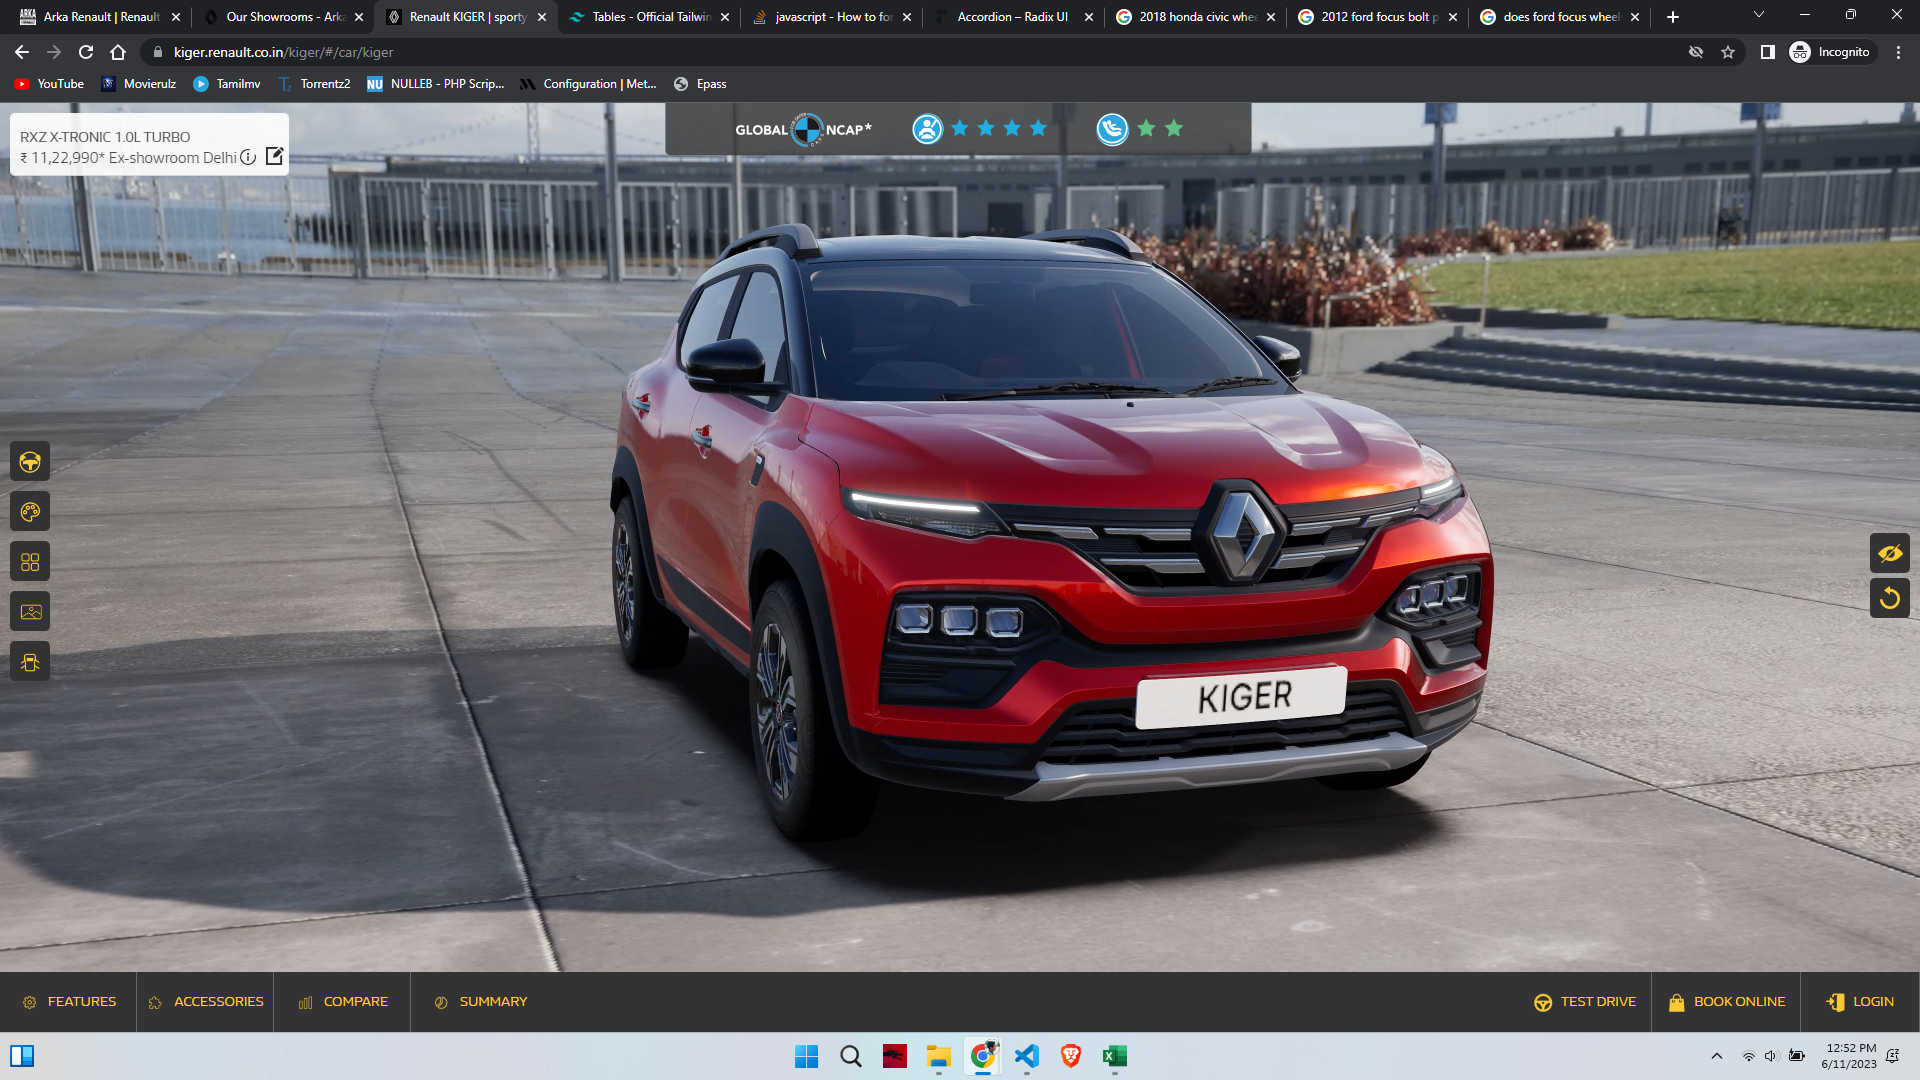 Arka Renault | Renault
Our Showrooms - Arka
Renault KIGER | sporty
Tables - Official Tailwin
javascript - How to for
Accordion – Radix UI
2018 honda civic whee
2012 ford focus bolt p
does ford focus wheel
kiger.renault.co.in/kiger/#/car/kiger
Incognito
YouTube
Movierulz
Tamilmv
Torrentz2
NULLEB - PHP Scrip...
Configuration | Met...
Epass
RXZ X-TRONIC 1.0L TURBO
₹ 11,22,990* Ex-showroom Delhi
GLOBAL NCAP*
KIGER
FEATURES
ACCESSORIES
COMPARE
SUMMARY
TEST DRIVE
BOOK ONLINE
LOGIN
12:52 PM
6/11/2023